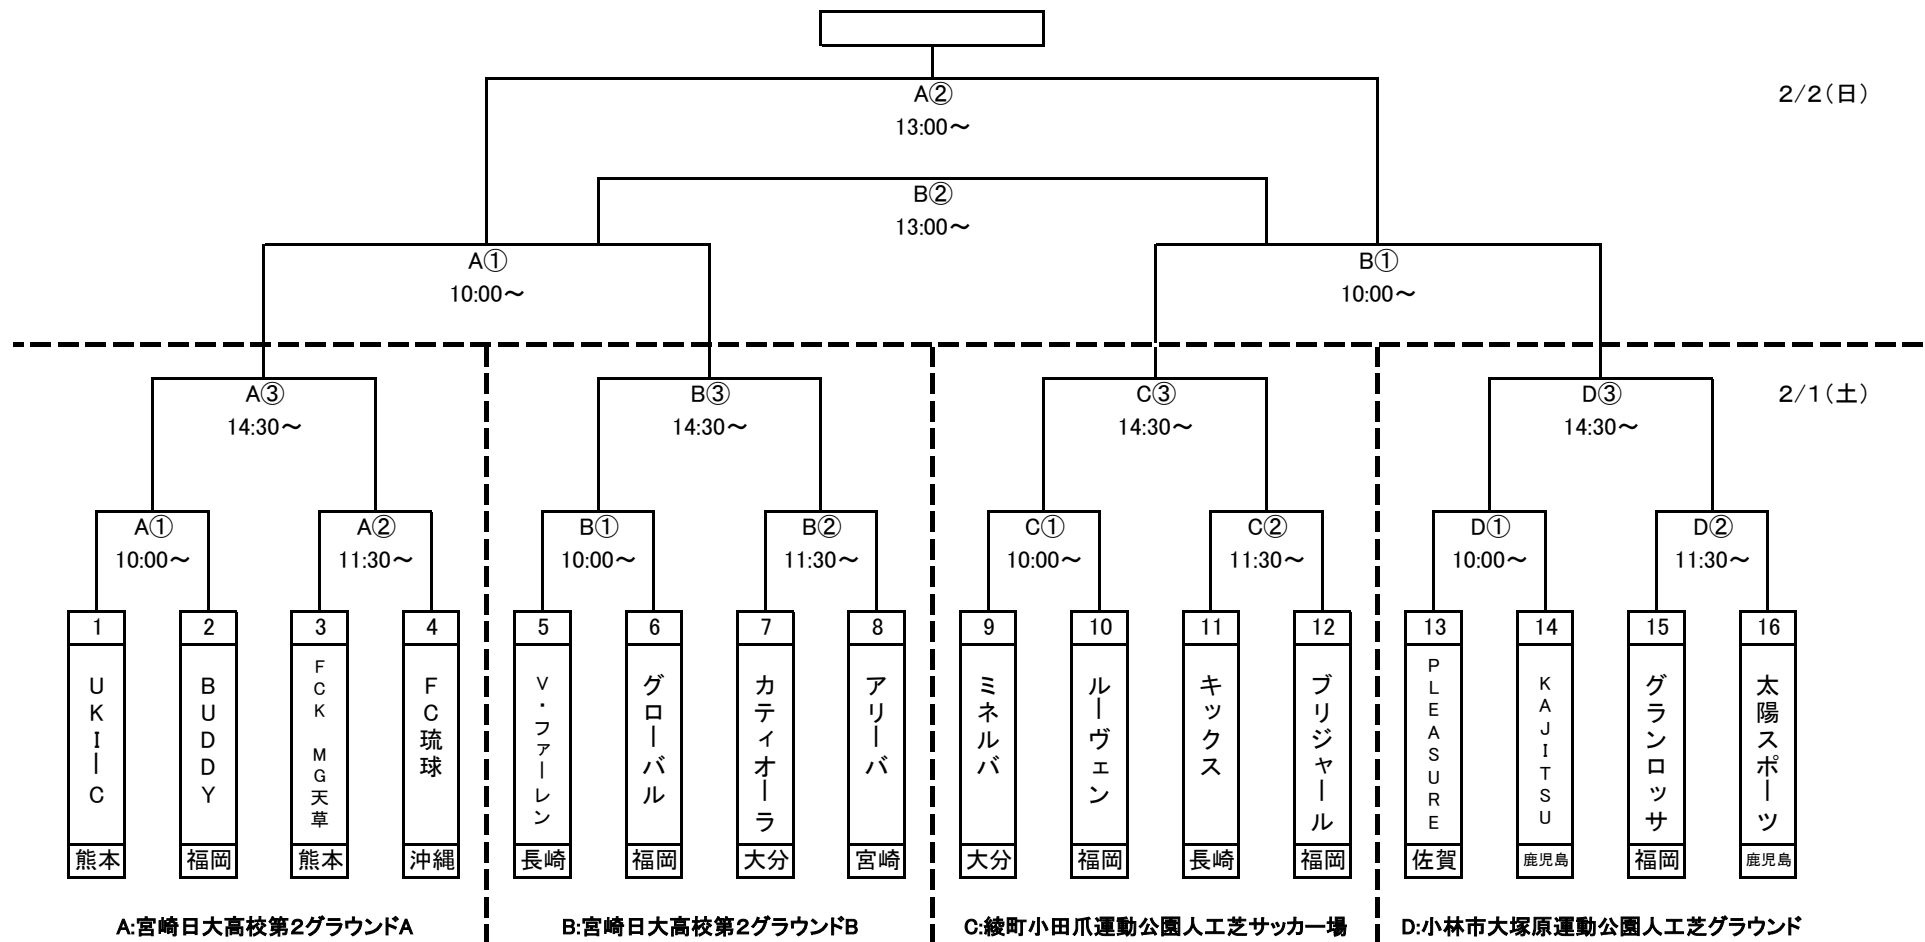 A②
2/2(日)
13:00～
B②
13:00～
A①
B①
10:00～
10:00～
A③
B③
C③
D③
2/1(土)
14:30～
14:30～
14:30～
14:30～
A①
A②
B①
B②
C①
C②
D①
D②
10:00～
11:30～
10:00～
11:30～
10:00～
11:30～
10:00～
11:30～
1
2
3
4
5
6
7
8
9
10
11
12
13
14
15
16
UKI－C
BUDDY
FCK MG天草
FC琉球
V・ファーレン
グローバル
カティオーラ
アリーバ
ミネルバ
ルーヴェン
キックス
ブリジャール
PLEASURE
KAJITSU
グランロッサ
太陽スポーツ
熊本
福岡
熊本
沖縄
長崎
福岡
大分
宮崎
大分
福岡
長崎
福岡
佐賀
鹿児島
福岡
鹿児島
A:宮崎日大高校第2グラウンドA
B:宮崎日大高校第2グラウンドB
C:綾町小田爪運動公園人工芝サッカー場
D:小林市大塚原運動公園人工芝グラウンド